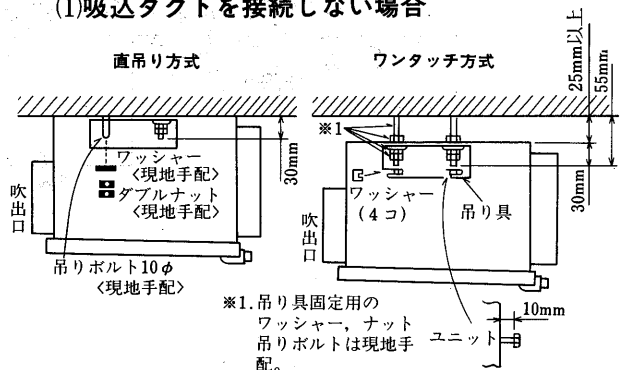 (1)吸込ダクトを接続しない場合
直吊り方式
ワンタッチ方式
25mm以上
55mm
※1
30mm
30mm
ワッシャー
〈現地手配〉
ダブルナット
〈現地手配〉
吹出口
吊りボルト10φ
〈現地手配〉
ワッシャー
(4コ)
吊り具
吹出口
※1.吊り具固定用の
ワッシャー，ナット
吊りボルトは現地手
配。
ユニット
10mm